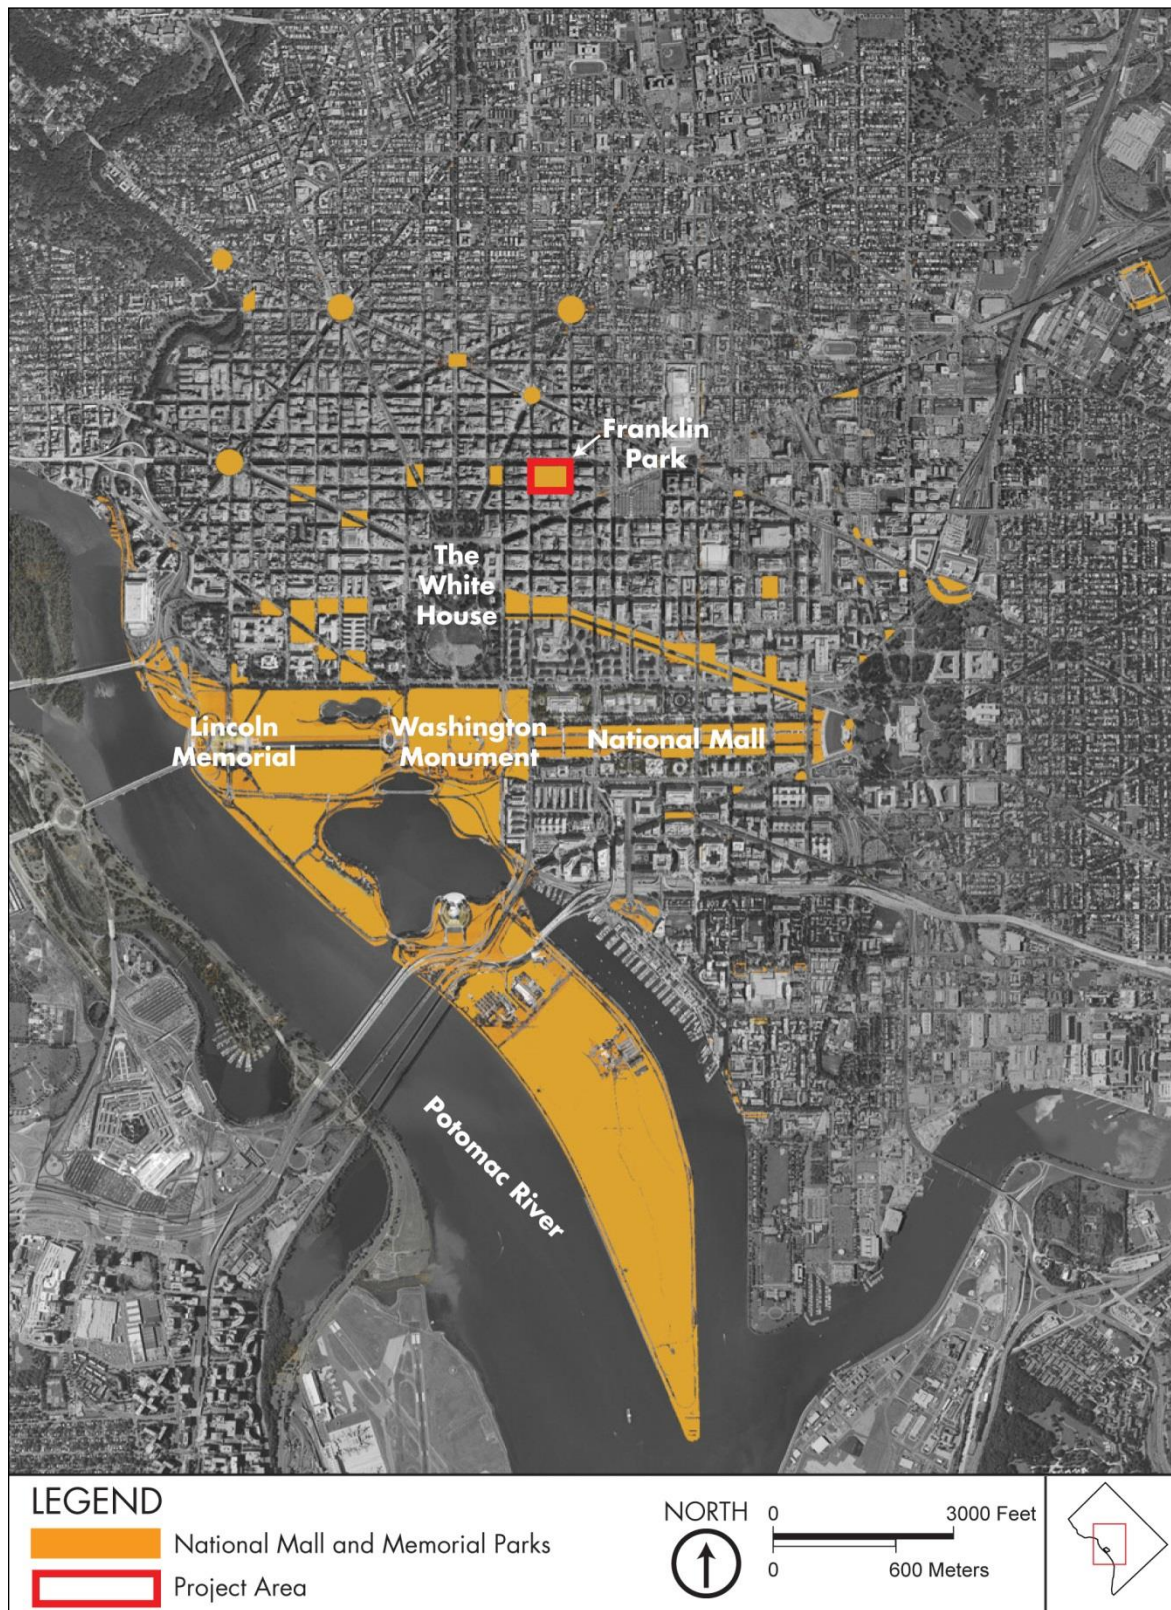 Franklin
Park
The
White
House
Lincoln
Memorial
Washington
Monument
National Mall
Potomac River
LEGEND
National Mall and Memorial Parks
Project Area
NORTH
0
3000 Feet
0
600 Meters